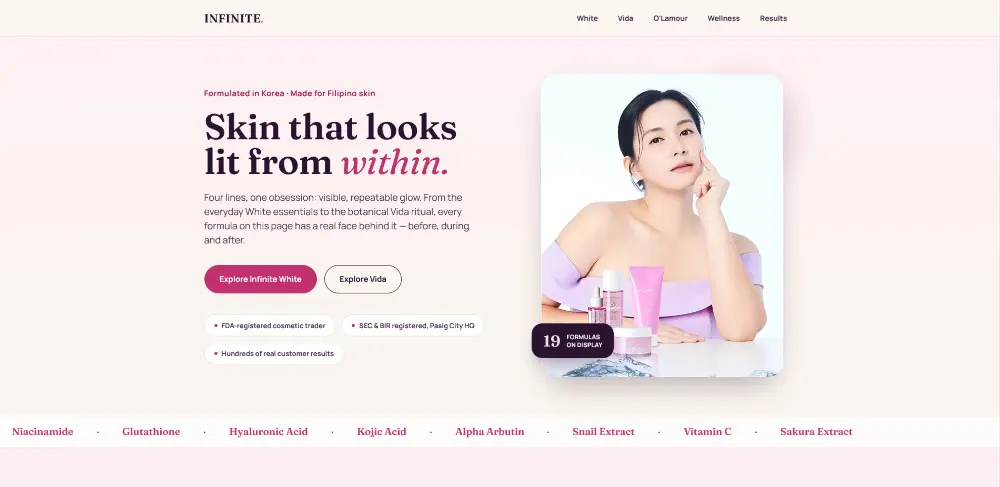 INFINITE.
White Vida O'Lamour Wellness Results
Formulated in Korea · Made for Filipino skin
Skin that looks
lit from within.
Four lines, one obsession: visible, repeatable glow. From the
everyday White essentials to the botanical Vida ritual, every
formula on this page has a real face behind it — before, during
and after.
Explore Infinite White
Explore Vida
FDA-registered cosmetic trader
SEC & BIR registered, Pasig City HQ
Hundreds of real customer results
19 FORMULAS
ON DISPLAY
Niacinamide · Glutathione · Hyaluronic Acid · Kojic Acid · Alpha Arbutin · Snail Extract · Vitamin C · Sakura Extract